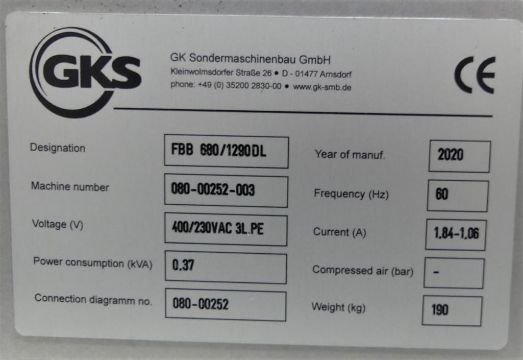 GKS
GK Sondermaschinenbau GmbH
Kleinwolmsdorfer Straße 26 ● D - 01477 Arnsdorf
phone: +49 (0) 35200 2830-00 ● www.gk-smb.de
CE
Designation FBB 680/1290DL Year of manuf. 2020
Machine number 080-00252-003 Frequency (Hz) 60
Voltage (V) 400/230VAC 3L.PE Current (A) 1.84-1.06
Power consumption (kVA) 0.37 Compressed air (bar) -
Connection diagramm no. 080-00252 Weight (kg) 190